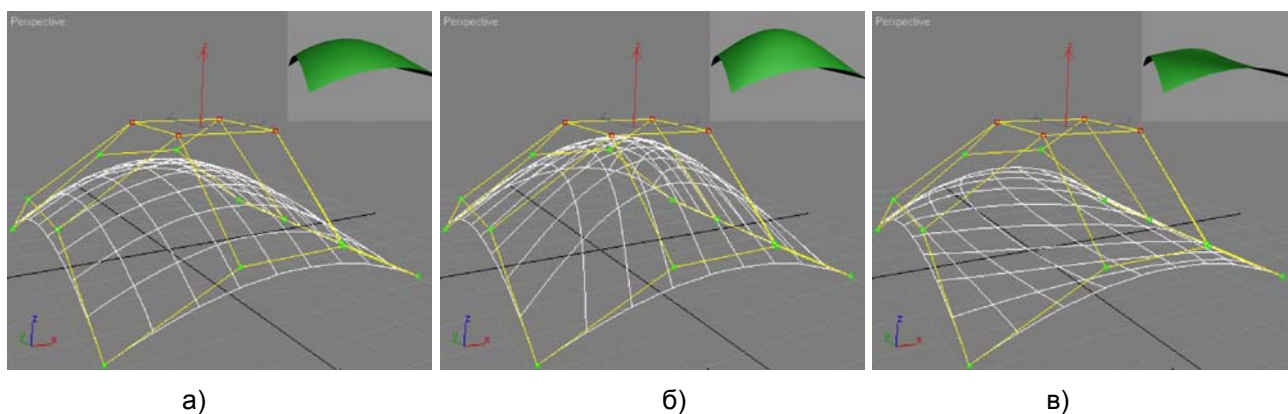 Perspective Perspective Perspective
z z z
z z z
y x y x y x
а) б) в)